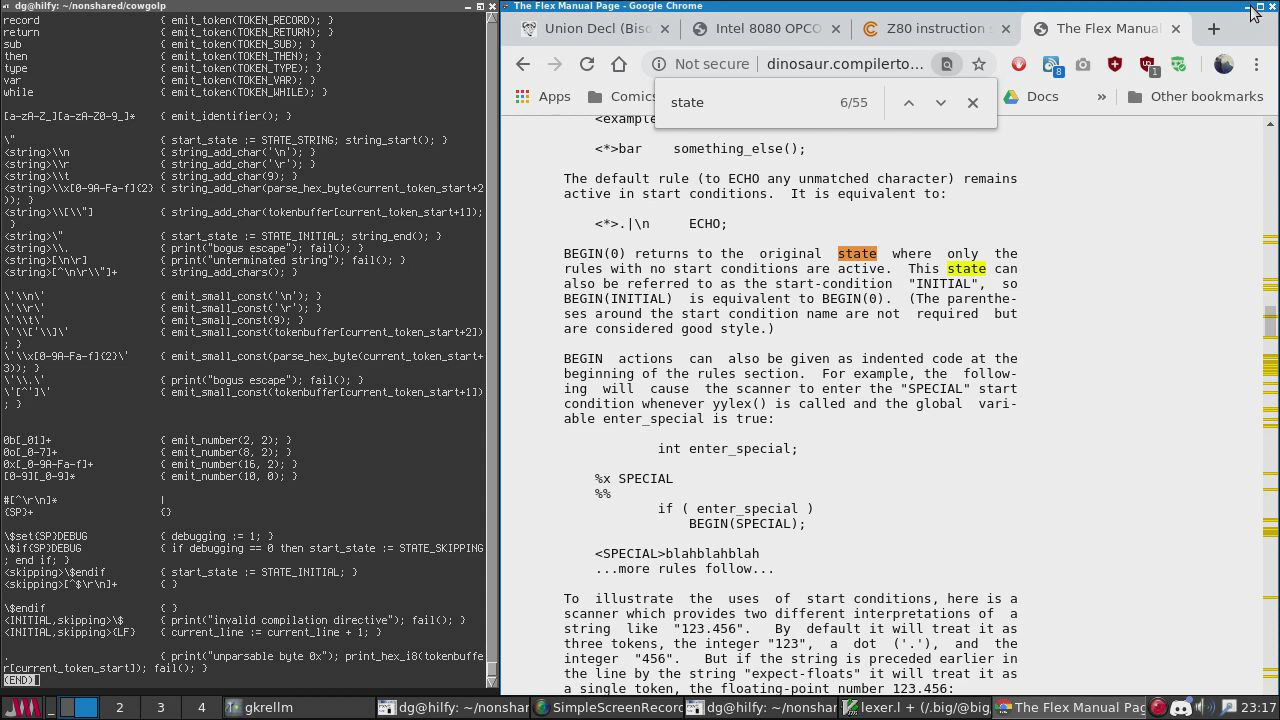 dg@hilfy: ~/nonshared/cowgolp
record { emit_token(TOKEN_RECORD); }
return { emit_token(TOKEN_RETURN); }
sub { emit_token(TOKEN_SUB); }
then { emit_token(TOKEN_THEN); }
type { emit_token(TOKEN_TYPE); }
var { emit_token(TOKEN_VAR); }
while { emit_token(TOKEN_WHILE); }
[a-zA-Z_][a-zA-Z0-9_]* { emit_identifier(); }
\" { start_state := STATE_STRING; string_start(); }
<string>\\n { string_add_char('\n'); }
<string>\\r { string_add_char('\r'); }
<string>\\t { string_add_char(9); }
<string>\\x[0-9A-Fa-f]{2} { string_add_char(parse_hex_byte(current_token_start+2
)); }
<string>\\[\\"] { string_add_char(tokenbuffer[current_token_start+1]);
}
<string>\" { start_state := STATE_INITIAL; string_end(); }
<string>\\. { print("bogus escape"); fail(); }
<string>[\n\r] { print("unterminated string"); fail(); }
<string>[^\n\r\\"]+ { string_add_chars(); }
\'\\n\' { emit_small_const('\n'); }
\'\\r\' { emit_small_const('\r'); }
\'\\t\' { emit_small_const(9); }
\'\\['\\]\' { emit_small_const(tokenbuffer[current_token_start+2])
; }
\'\\x[0-9A-Fa-f]{2}\' { emit_small_const(parse_hex_byte(current_token_start+
3)); }
\'\\.\' { print("bogus escape"); fail(); }
\'[^']\' { emit_small_const(tokenbuffer[current_token_start+1])
; }
0b[_01]+ { emit_number(2, 2); }
0o[_0-7]+ { emit_number(8, 2); }
0x[_0-9A-Fa-f]+ { emit_number(16, 2); }
[0-9][_0-9]* { emit_number(10, 0); }
#[^\r\n]* |
{SP}+ {}
\$set{SP}DEBUG { debugging := 1; }
\$if{SP}DEBUG { if debugging == 0 then start_state := STATE_SKIPPING
; end if; }
<skipping>\$endif { start_state := STATE_INITIAL; }
<skipping>[^$\r\n]+ { }
\$endif { }
<INITIAL,skipping>\$ { print("invalid compilation directive"); fail(); }
<INITIAL,skipping>{LF} { current_line := current_line + 1; }
. { print("unparsable byte 0x"); print_hex_i8(tokenbuffe
r[current_token_start]); fail(); }
(END)
The Flex Manual Page - Google Chrome
Union Decl (Biso
Intel 8080 OPCO
Z80 instruction s
The Flex Manual
Not secure
dinosaur.compilerto...
8
1
Apps
Comics
state
6/55
Docs
»
Other bookmarks
<example
<*>bar something_else();
The default rule (to ECHO any unmatched character) remains
active in start conditions. It is equivalent to:
<*>.|\n ECHO;
BEGIN(0) returns to the original state where only the
rules with no start conditions are active. This state can
also be referred to as the start-condition "INITIAL", so
BEGIN(INITIAL) is equivalent to BEGIN(0). (The parenthe-
ses around the start condition name are not required but
are considered good style.)
BEGIN actions can also be given as indented code at the
beginning of the rules section. For example, the follow-
ing will cause the scanner to enter the "SPECIAL" start
condition whenever yylex() is called and the global vari-
able enter_special is true:
int enter_special;
%x SPECIAL
%%
if ( enter_special )
BEGIN(SPECIAL);
<SPECIAL>blahblahblah
...more rules follow...
To illustrate the uses of start conditions, here is a
scanner which provides two different interpretations of a
string like "123.456". By default it will treat it as
three tokens, the integer "123", a dot ('.'), and the
integer "456". But if the string is preceded earlier in
the line by the string "expect-floats" it will treat it as
a single token, the floating-point number 123.456:
2
3
4
gkrellm
dg@hilfy: ~/nonshar
SimpleScreenRecord
dg@hilfy: ~/nonshar
lexer.l + (/.big/@big
The Flex Manual Pag
23:17